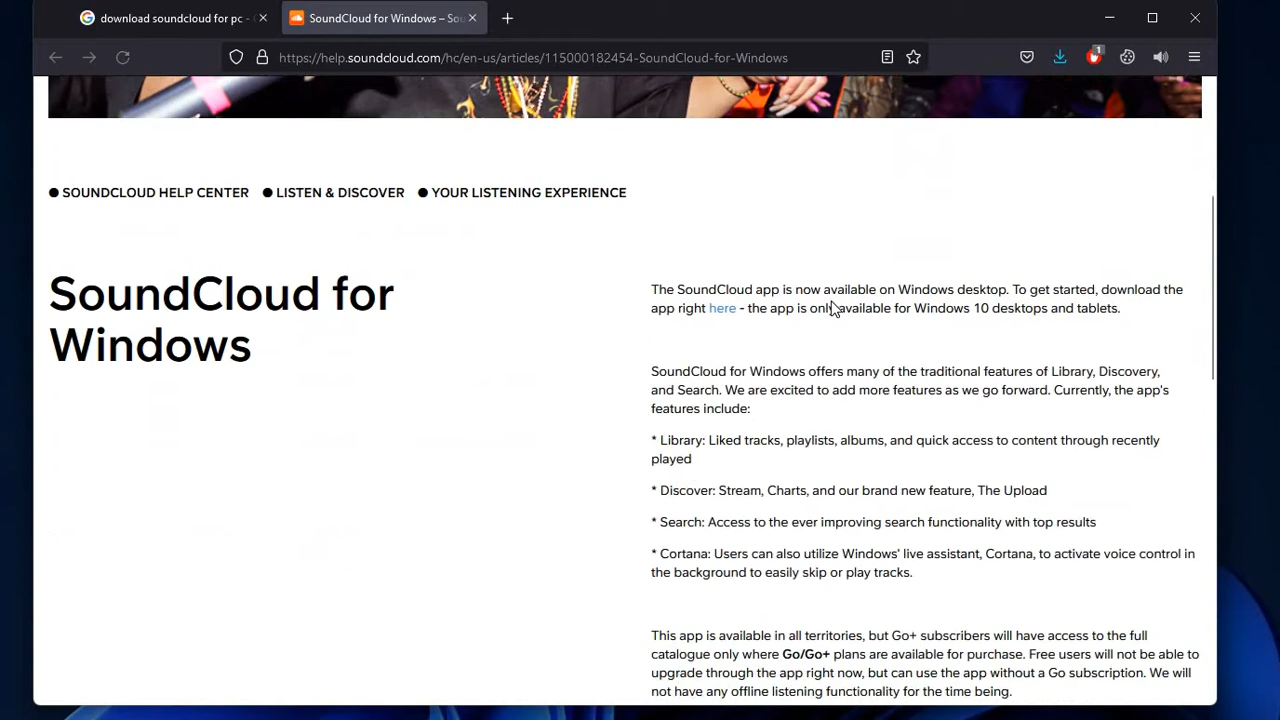 download soundcloud for pc -
SoundCloud for Windows – Sou
https://help.soundcloud.com/hc/en-us/articles/115000182454-SoundCloud-for-Windows
1
● SOUNDCLOUD HELP CENTER ● LISTEN & DISCOVER ● YOUR LISTENING EXPERIENCE
SoundCloud for
Windows
The SoundCloud app is now available on Windows desktop. To get started, download the
app right here - the app is only available for Windows 10 desktops and tablets.
SoundCloud for Windows offers many of the traditional features of Library, Discovery,
and Search. We are excited to add more features as we go forward. Currently, the app's
features include:
* Library: Liked tracks, playlists, albums, and quick access to content through recently
played
* Discover: Stream, Charts, and our brand new feature, The Upload
* Search: Access to the ever improving search functionality with top results
* Cortana: Users can also utilize Windows' live assistant, Cortana, to activate voice control in
the background to easily skip or play tracks.
This app is available in all territories, but Go+ subscribers will have access to the full
catalogue only where Go/Go+ plans are available for purchase. Free users will not be able to
upgrade through the app right now, but can use the app without a Go subscription. We will
not have any offline listening functionality for the time being.